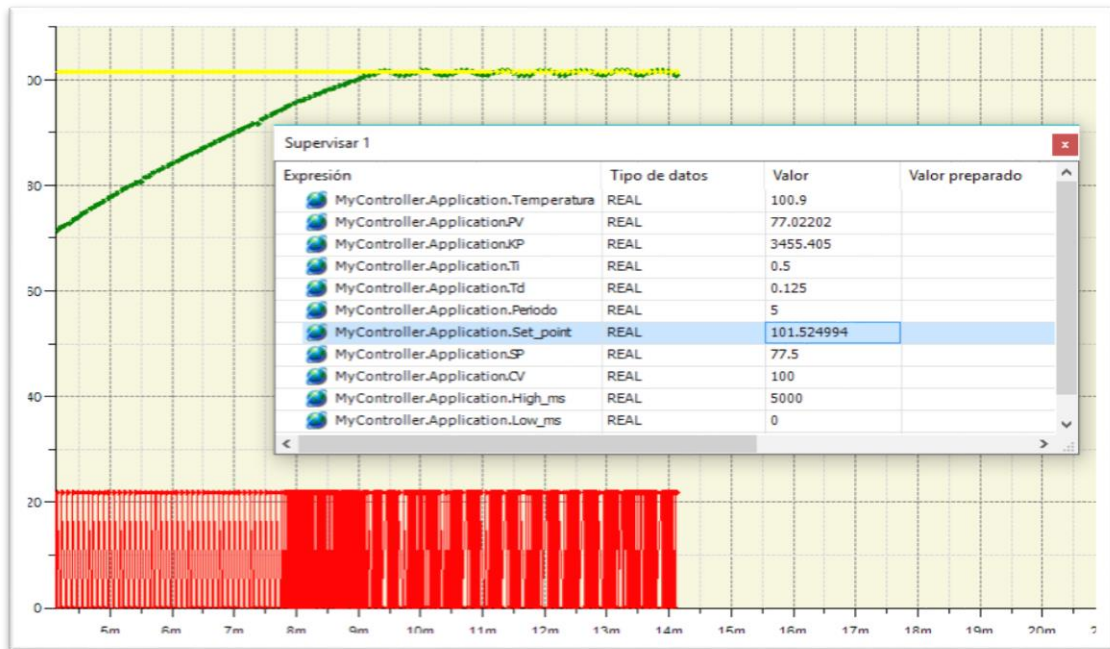 Supervisar 1
x
Expresión Tipo de datos Valor Valor preparado
MyController.Application.Temperatura REAL 100.9
MyController.Application.PV REAL 77.02202
MyController.Application.KP REAL 3455.405
MyController.Application.Ti REAL 0.5
MyController.Application.Td REAL 0.125
MyController.Application.Periodo REAL 5
MyController.Application.Set_point REAL 101.524994
MyController.Application.SP REAL 77.5
MyController.Application.CV REAL 100
MyController.Application.High_ms REAL 5000
MyController.Application.Low_ms REAL 0
40
20
0
5m 6m 7m 8m 9m 10m 11m 12m 13m 14m 15m 16m 17m 18m 19m 20m